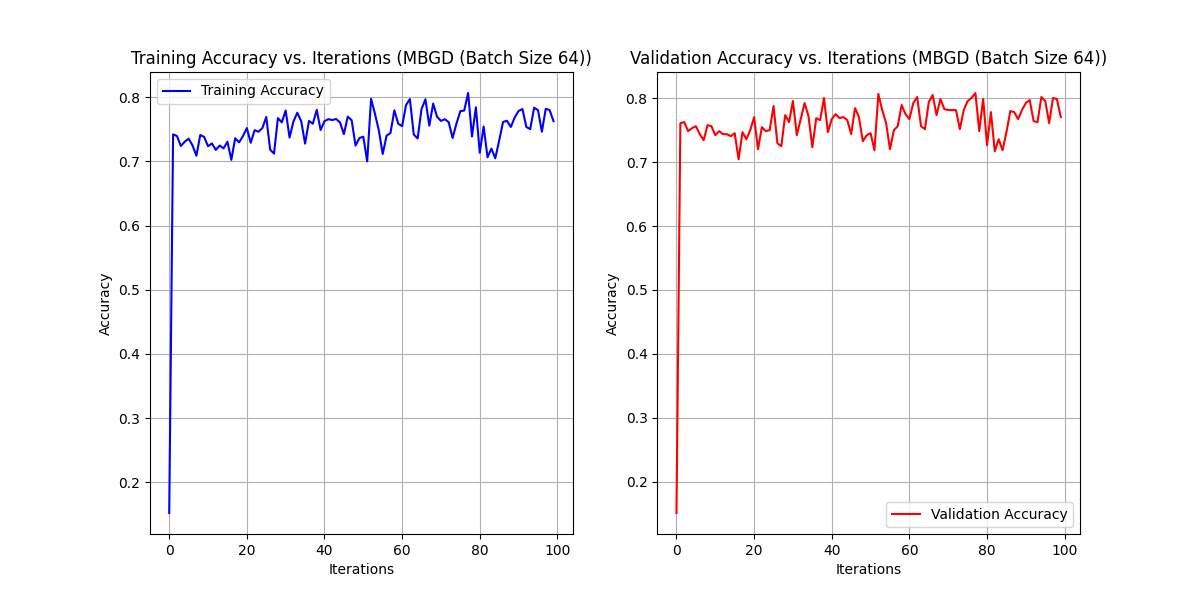 Training Accuracy vs. Iterations (MBGD (Batch Size 64))
Training Accuracy
0.8
0.7
0.6
0.5
0.4
0.3
0.2
Accuracy
0 20 40 60 80 100
Iterations
Validation Accuracy vs. Iterations (MBGD (Batch Size 64))
0.8
0.7
0.6
0.5
0.4
0.3
0.2
Accuracy
Validation Accuracy
0 20 40 60 80 100
Iterations